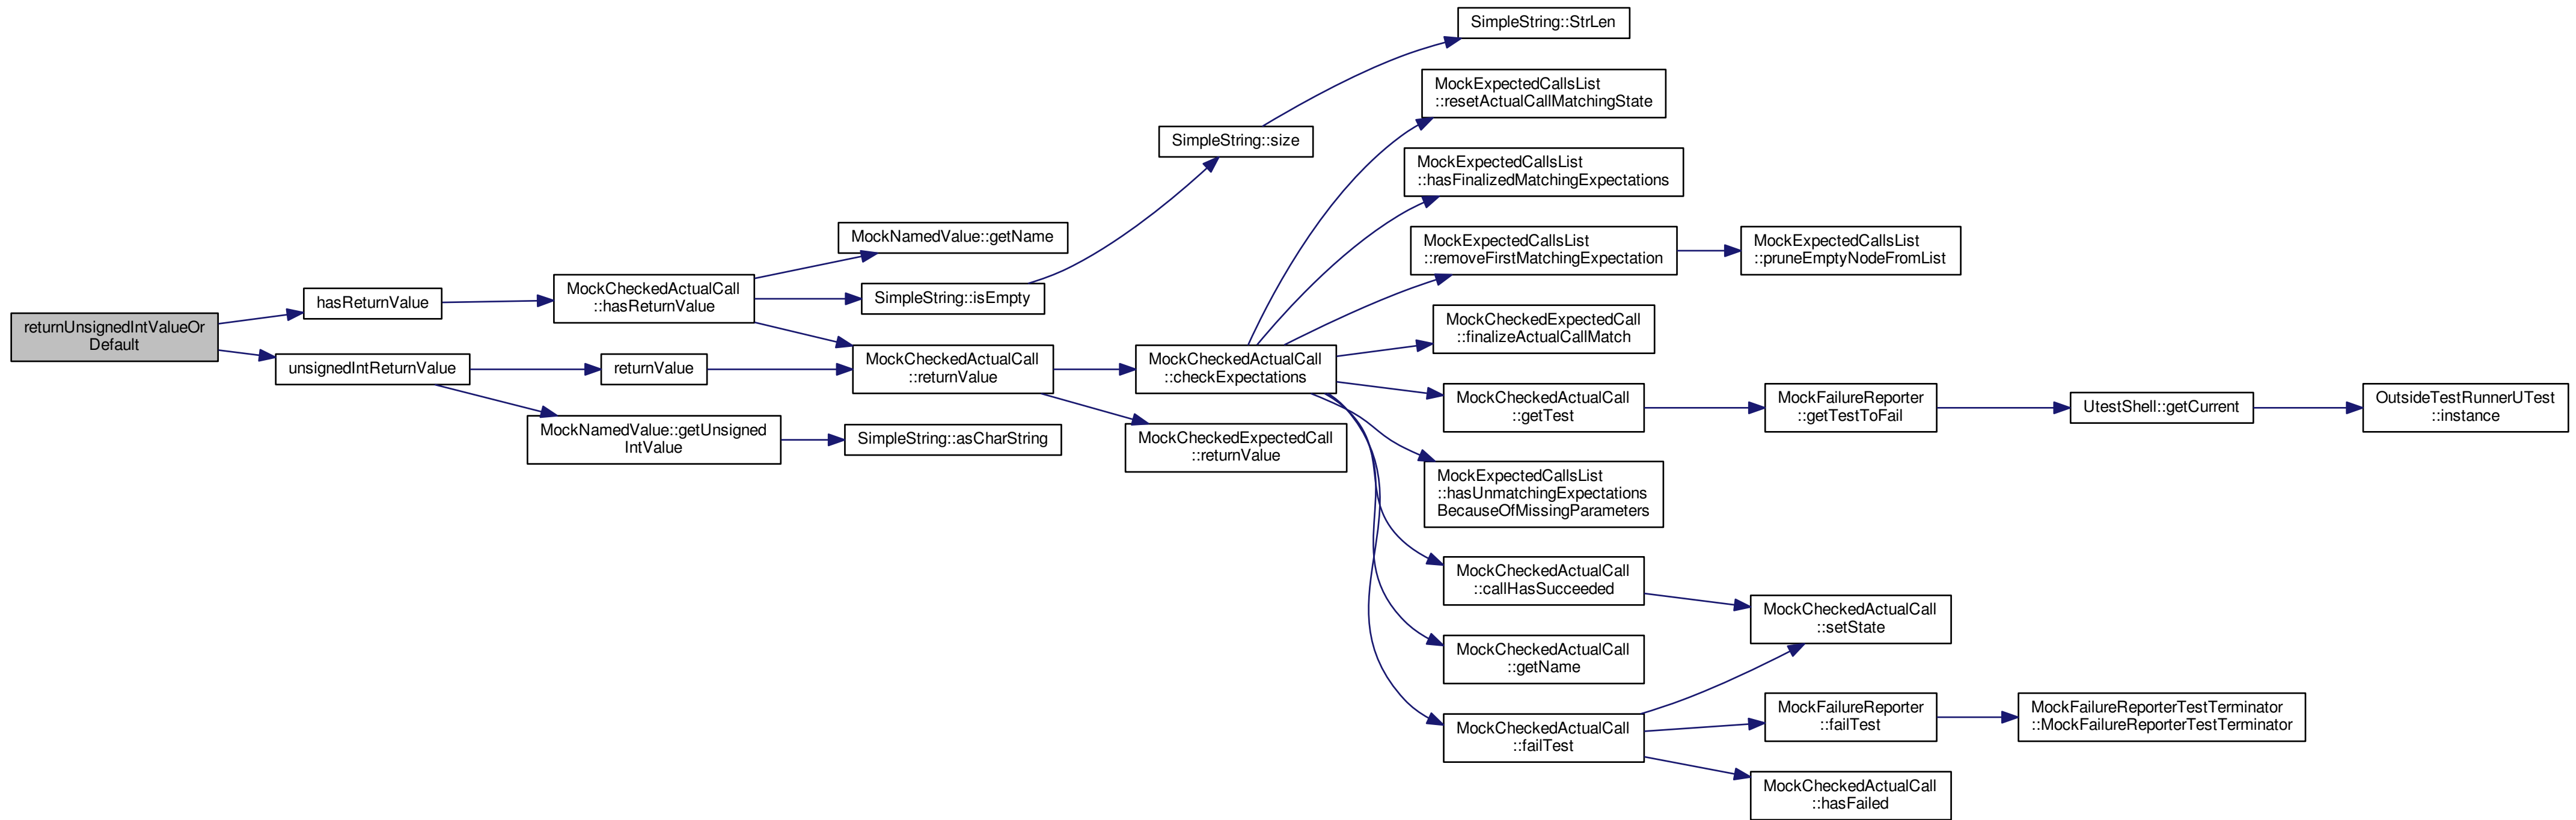 returnUnsignedIntValueOr
Default
hasReturnValue
unsignedIntReturnValue
MockCheckedActualCall
::hasReturnValue
returnValue
MockNamedValue::getUnsigned
IntValue
MockNamedValue::getName
SimpleString::isEmpty
MockCheckedActualCall
::returnValue
SimpleString::asCharString
SimpleString::size
MockCheckedActualCall
::checkExpectations
MockCheckedExpectedCall
::returnValue
SimpleString::StrLen
MockExpectedCallsList
::resetActualCallMatchingState
MockExpectedCallsList
::hasFinalizedMatchingExpectations
MockExpectedCallsList
::removeFirstMatchingExpectation
MockCheckedExpectedCall
::finalizeActualCallMatch
MockCheckedActualCall
::getTest
MockExpectedCallsList
::hasUnmatchingExpectations
BecauseOfMissingParameters
MockCheckedActualCall
::callHasSucceeded
MockCheckedActualCall
::getName
MockCheckedActualCall
::failTest
MockExpectedCallsList
::pruneEmptyNodeFromList
MockFailureReporter
::getTestToFail
MockCheckedActualCall
::setState
MockFailureReporter
::failTest
MockCheckedActualCall
::hasFailed
UtestShell::getCurrent
MockFailureReporterTestTerminator
::MockFailureReporterTestTerminator
OutsideTestRunnerUTest
::instance